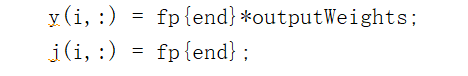 y(i,:) = fp{end}*outputWeights;
j(i,:) = fp{end};